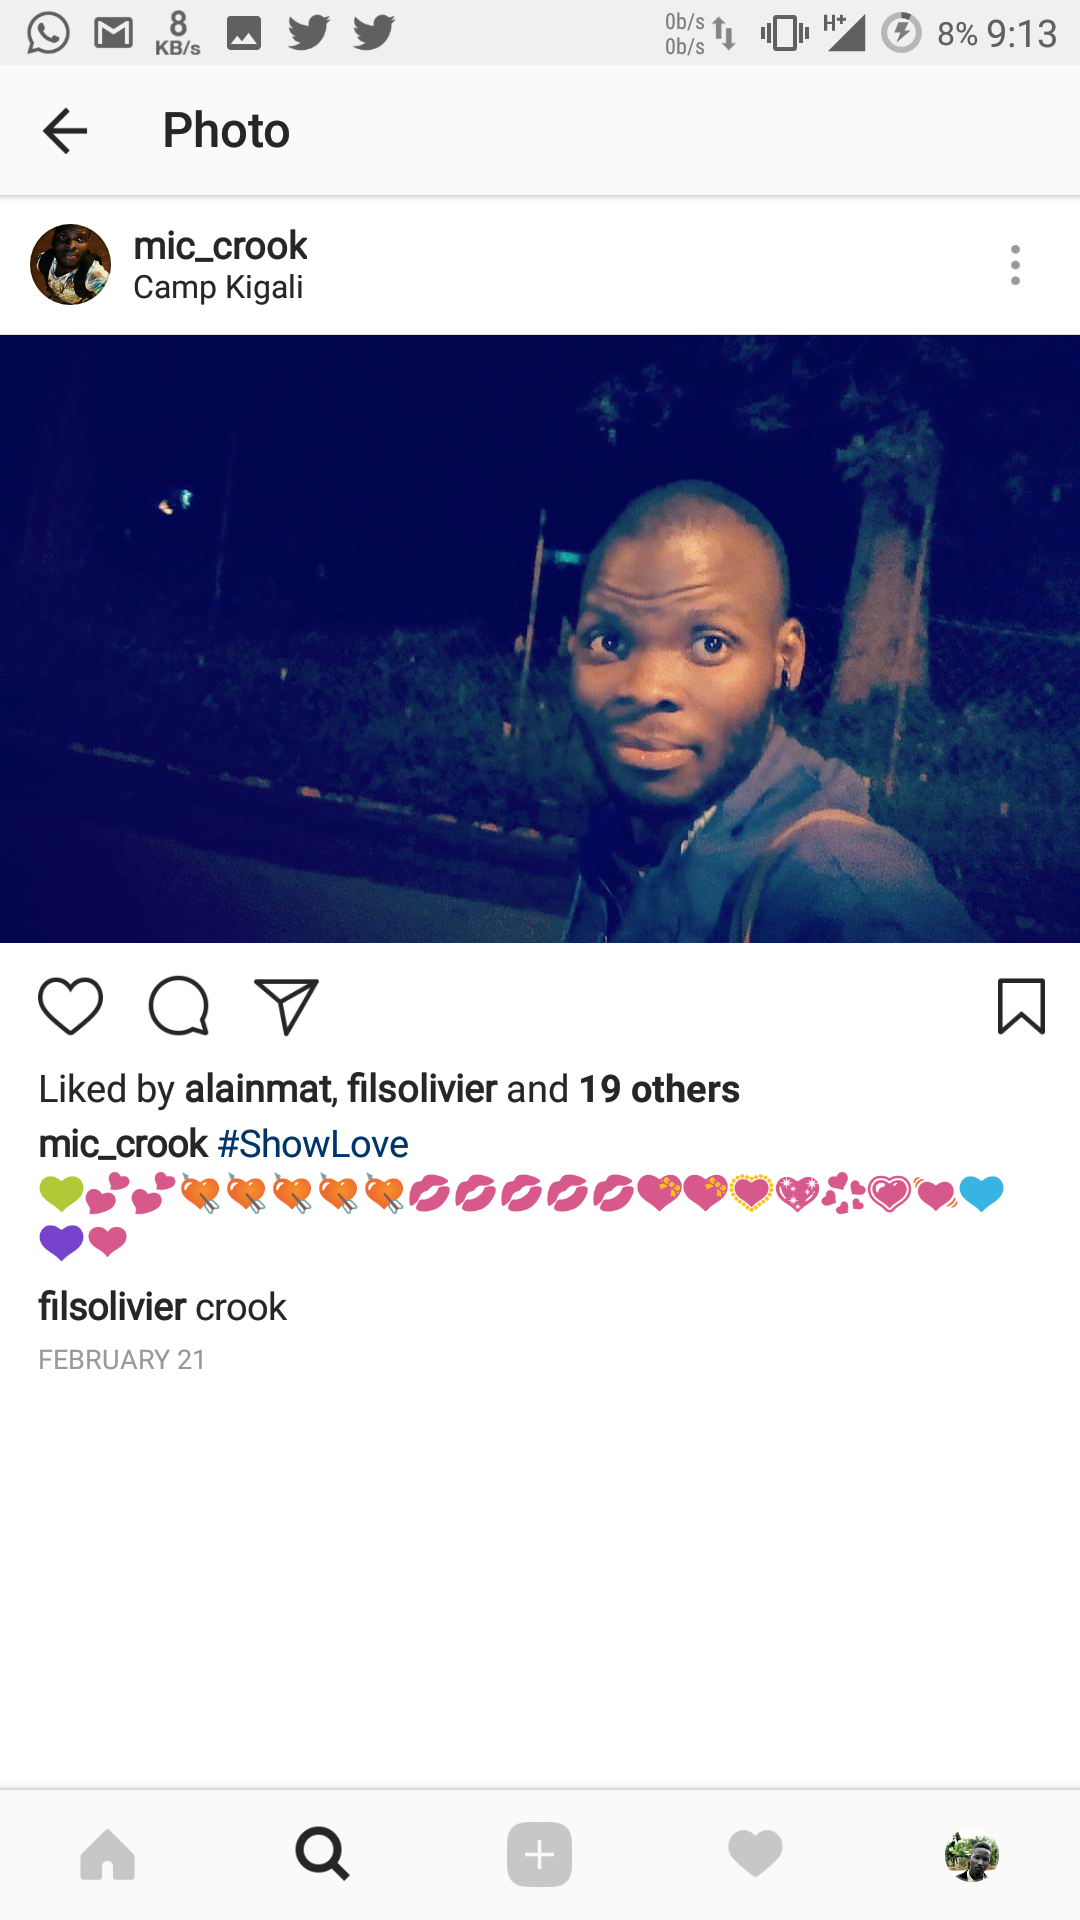 8 KB/s 0b/s 0b/s H+ 8% 9:13
Photo
mic_crook
Camp Kigali
Liked by alainmat, filsolivier and 19 others
mic_crook #ShowLove
💚💕💕💘💘💘💘💘💋💋💋💋💋💝💝💟💖💞💗💓💙
💜❤
filsolivier crook
FEBRUARY 21